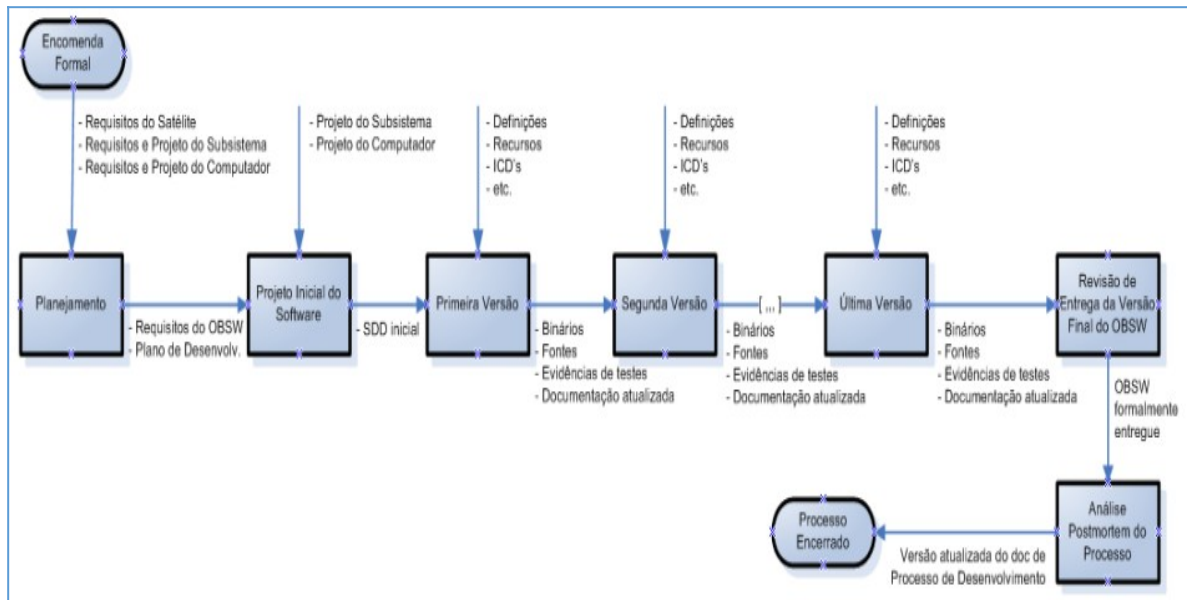 Encomenda
Formal
- Requisitos do Satélite
- Requisitos e Projeto do Subsistema
- Requisitos e Projeto do Computador
- Projeto do Subsistema
- Projeto do Computador
- Definições
- Recursos
- ICD's
- etc.
- Definições
- Recursos
- ICD's
- etc.
- Definições
- Recursos
- ICD's
- etc.
Planejamento
- Requisitos do OBSW
- Plano de Desenvolv.
Projeto Inicial do
Software
- SDD inicial
Primeira Versão
- Binários
- Fontes
- Evidências de testes
- Documentação atualizada
Segunda Versão
[ ,,, ]
- Binários
- Fontes
- Evidências de testes
- Documentação atualizada
Última Versão
- Binários
- Fontes
- Evidências de testes
- Documentação atualizada
Revisão de
Entrega da Versão
Final do OBSW
OBSW
formalmente
entregue
Análise
Postmortem do
Processo
Versão atualizada do doc de
Processo de Desenvolvimento
Processo
Encerrado